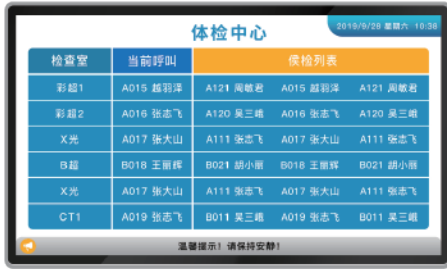 体检中心
2019/9/28 星期六 10:36
检查室 当前呼叫 侯检列表
彩超1 A015 越羽泽 A121 周敏君 A015 越羽泽 A121 周敏君
彩超2 A016 张志飞 A120 吴三峨 A016 张志飞 A120 吴三峨
X光 A017 张大山 A111 张志飞 A017 张大山 A111 张志飞
B超 B018 王丽辉 B021 胡小丽 B018 王丽辉 B021 胡小丽
X光 A017 张大山 A111 张志飞 A017 张大山 A111 张志飞
CT1 A019 张志飞 B011 吴三峨 A019 张志飞 B011 吴三峨
温馨提示！请保持安静！